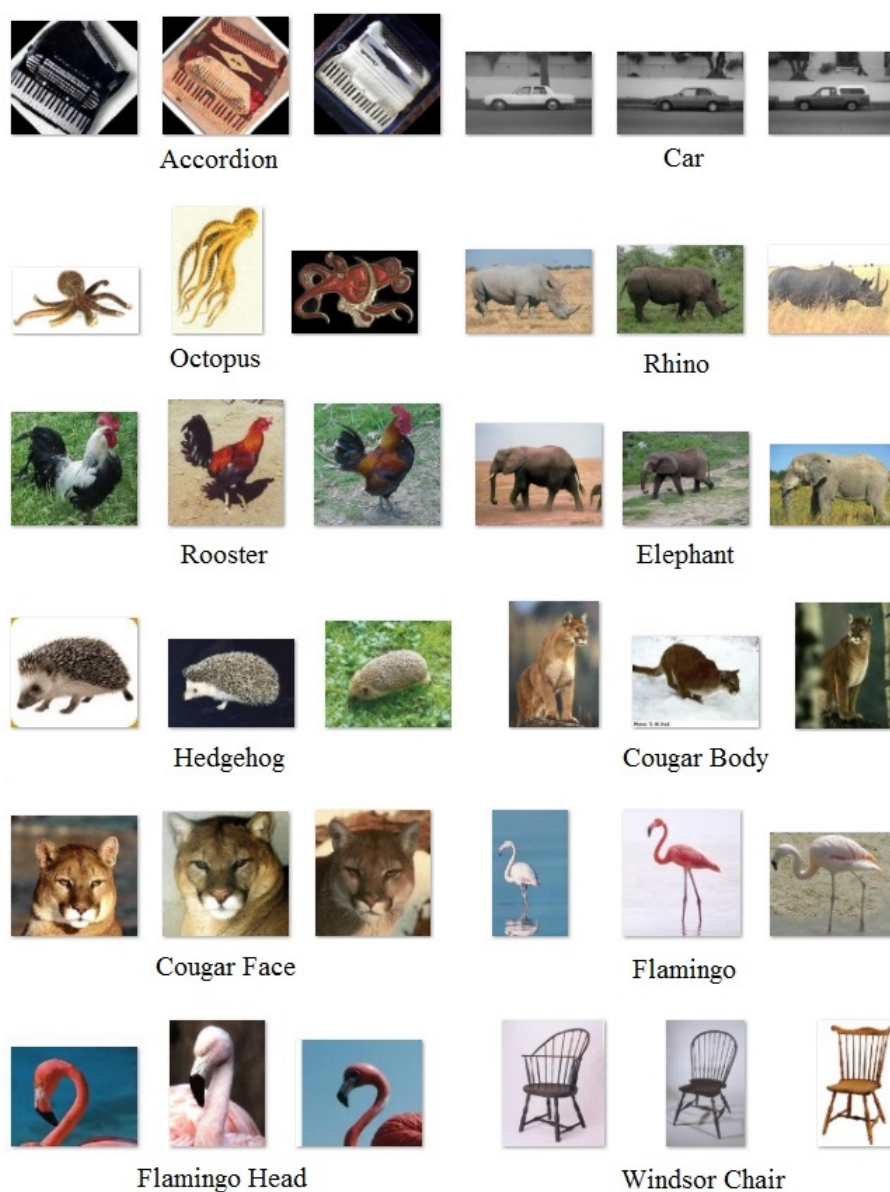 Accordion
Car
Octopus
Rhino
Rooster
Elephant
Hedgehog
Cougar Body
Cougar Face
Flamingo
Flamingo Head
Windsor Chair